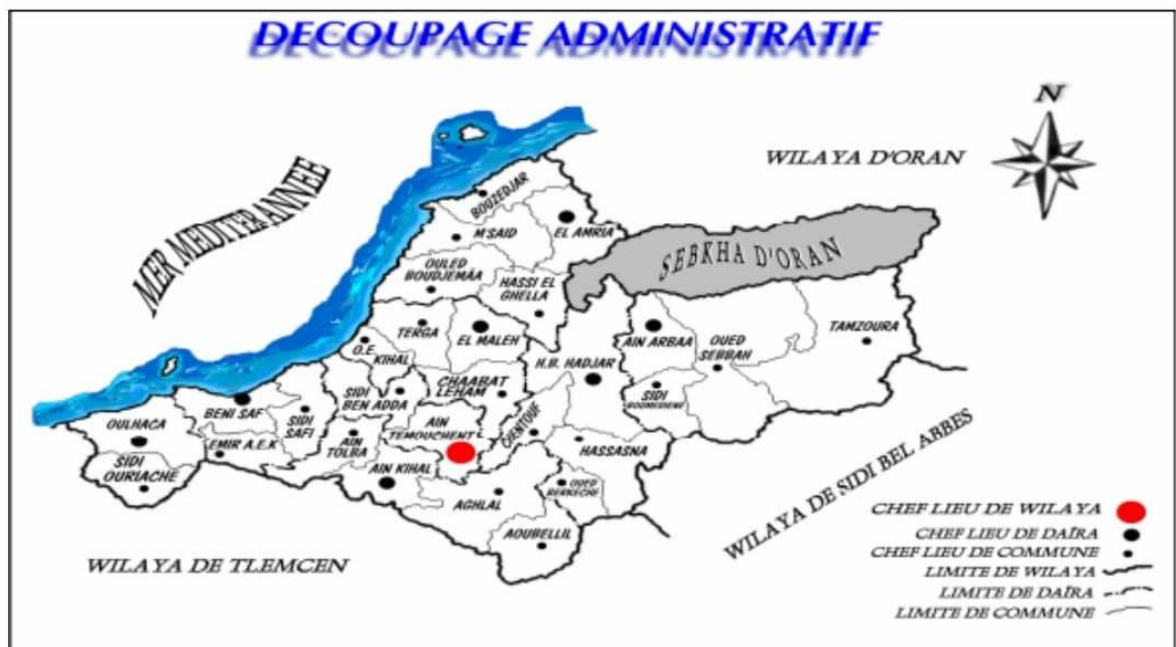 DECOUPAGE ADMINISTRATIF
N
WILAYA D'ORAN
MER MEDITERANNEE
BOUZEDJAR
M'SAID
EL AMRIA
SEBKHA D'ORAN
OULED
BOUDJEMÂA
HASSI EL
GHELLA
TERGA
EL MALEH
O.E.
KIHAL
H.B. HADJAR
AIN ARBAA
OUED
SEBBAH
TAMZOURA
SIDI
BOUMEDIENE
CHAABAT
LEHAM
SIDI
BEN ADDA
BENI SAF
SIDI
SAFI
OULHACA
EMIR A.E.K
AIN
TOLBA
AIN
TEMOUCHENT
CHENTOUF
HASSASNA
SIDI
OURIACHE
AIN KIHAL
AGHLAL
OUED
BERKECHE
AOUBELLIL
WILAYA DE TLEMCEN
WILAYA DE SIDI BEL ABBES
CHEF LIEU DE WILAYA
CHEF LIEU DE DAÏRA
CHEF LIEU DE COMMUNE
LIMITE DE WILAYA
LIMITE DE DAÏRA
LIMITE DE COMMUNE